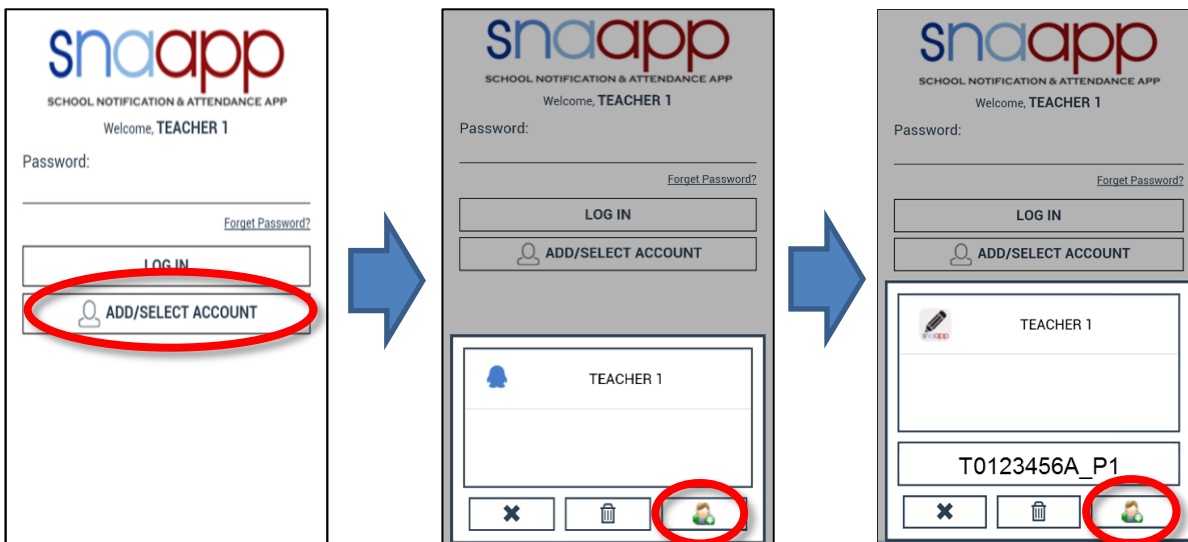 snaapp
SCHOOL NOTIFICATION & ATTENDANCE APP
Welcome, TEACHER 1
Password:
Forget Password?
LOG IN
ADD/SELECT ACCOUNT
snaapp
SCHOOL NOTIFICATION & ATTENDANCE APP
Welcome, TEACHER 1
Password:
Forget Password?
LOG IN
ADD/SELECT ACCOUNT
TEACHER 1
snaapp
SCHOOL NOTIFICATION & ATTENDANCE APP
Welcome, TEACHER 1
Password:
Forget Password?
LOG IN
ADD/SELECT ACCOUNT
snaapp
TEACHER 1
T0123456A_P1